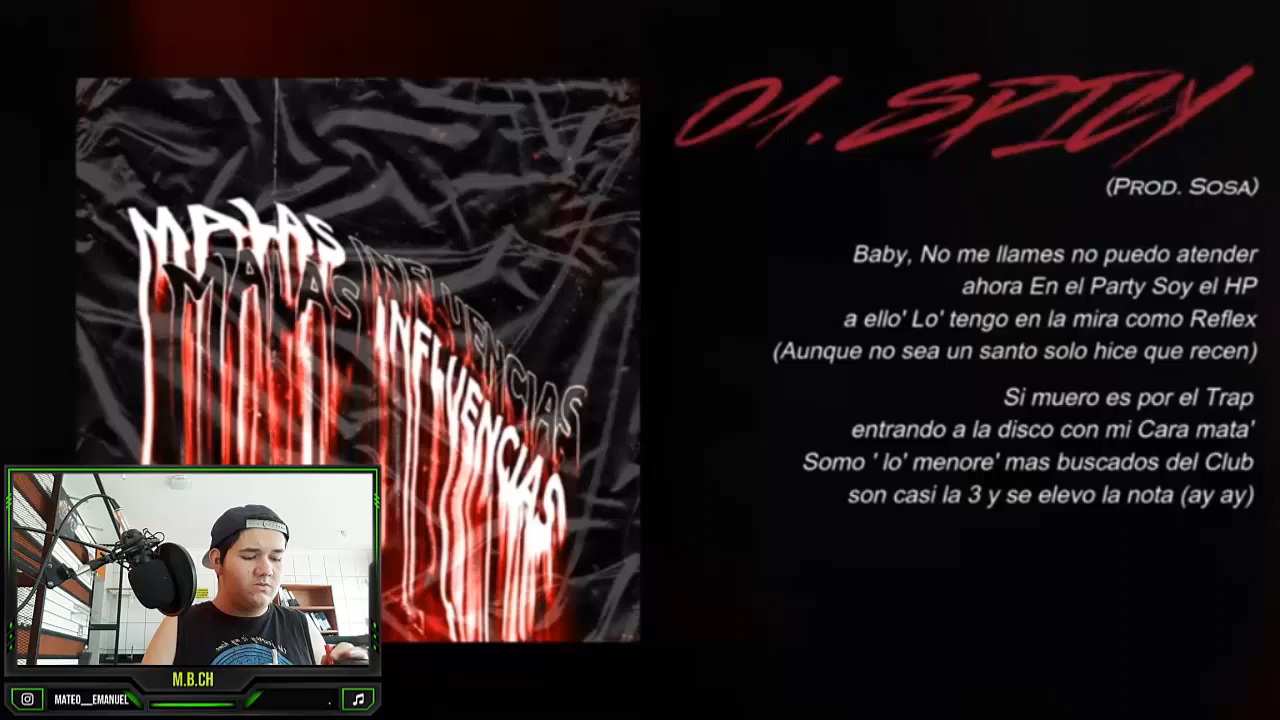 01. SPICY
(PROD. SOSA)
MALAS
MALAS
INFLUENCIAS
INFLUENCIAS
Baby, No me llames no puedo atender
ahora En el Party Soy el HP
a ello' Lo' tengo en la mira como Reflex
(Aunque no sea un santo solo hice que recen)
Si muero es por el Trap
entrando a la disco con mi Cara mata'
Somo ' lo' menore' mas buscados del Club
son casi la 3 y se elevo la nota (ay ay)
M.B.CH
MATEO__EMANUEL